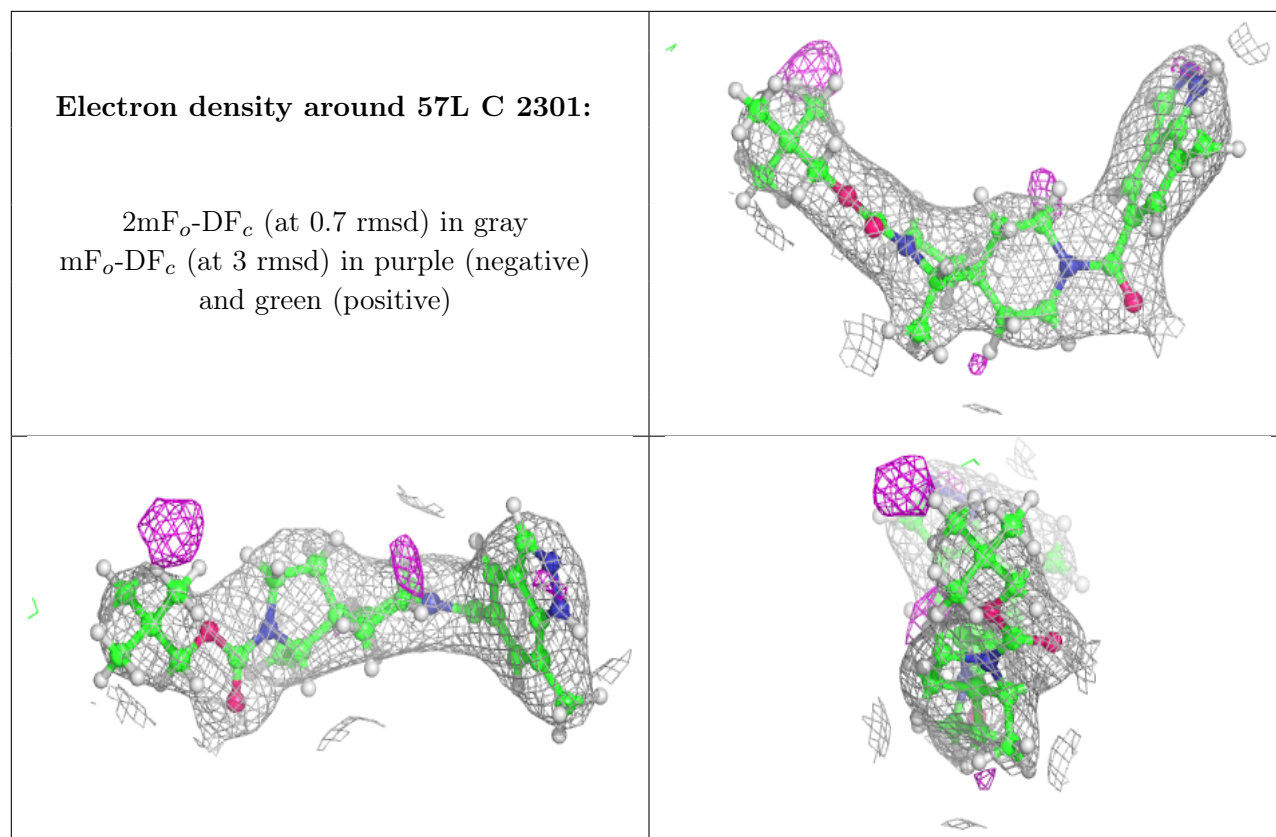 Electron density around 57L C 2301:
2mFo-DFc (at 0.7 rmsd) in gray
mFo-DFc (at 3 rmsd) in purple (negative)
and green (positive)